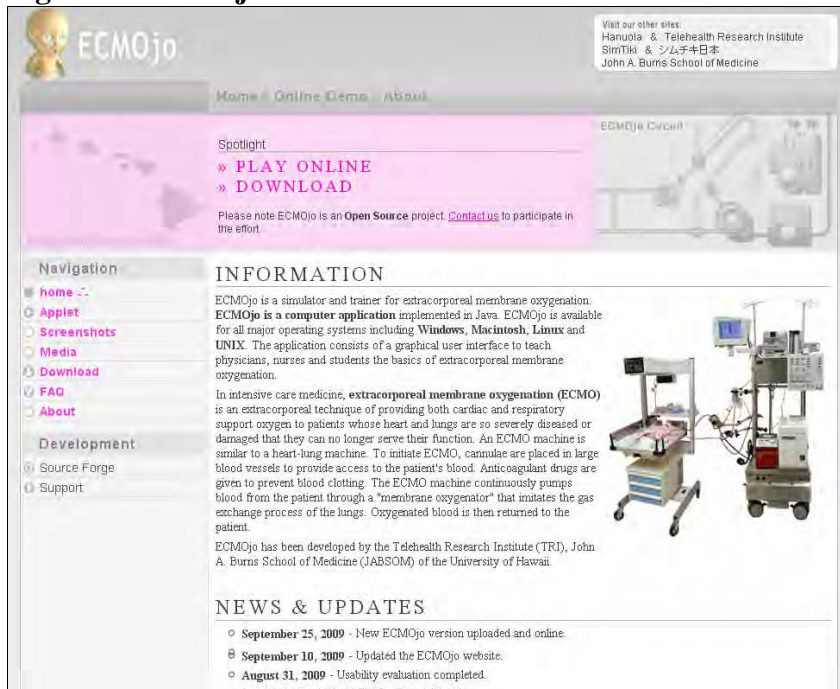 ECMOjo
Visit our other sites:
Hanuola & Telehealth Research Institute
SimTiki & シムチキ日本
John A. Burns School of Medicine
Home Online Demo About
Spotlight
» PLAY ONLINE
» DOWNLOAD
Please note ECMOjo is an Open Source project. Contact us to participate in
the effort
ECMOjo Circuit
Navigation
home
Applet
Screenshots
Media
Download
FAQ
About
Development
Source Forge
Support
INFORMATION
ECMOjo is a simulator and trainer for extracorporeal membrane oxygenation.
ECMOjo is a computer application implemented in Java. ECMOjo is available
for all major operating systems including Windows, Macintosh, Linux and
UNIX. The application consists of a graphical user interface to teach
physicians, nurses and students the basics of extracorporeal membrane
oxygenation.
In intensive care medicine, extracorporeal membrane oxygenation (ECMO)
is an extracorporeal technique of providing both cardiac and respiratory
support oxygen to patients whose heart and lungs are so severely diseased or
damaged that they can no longer serve their function. An ECMO machine is
similar to a heart-lung machine. To initiate ECMO, cannulae are placed in large
blood vessels to provide access to the patient's blood. Anticoagulant drugs are
given to prevent blood clotting. The ECMO machine continuously pumps
blood from the patient through a "membrane oxygenator" that imitates the gas
exchange process of the lungs. Oxygenated blood is then returned to the
patient.
ECMOjo has been developed by the Telehealth Research Institute (TRI), John
A. Burns School of Medicine (JABSOM) of the University of Hawaii.
NEWS & UPDATES
September 25, 2009 - New ECMOjo version uploaded and online.
September 10, 2009 - Updated the ECMOjo website.
August 31, 2009 - Usability evaluation completed.